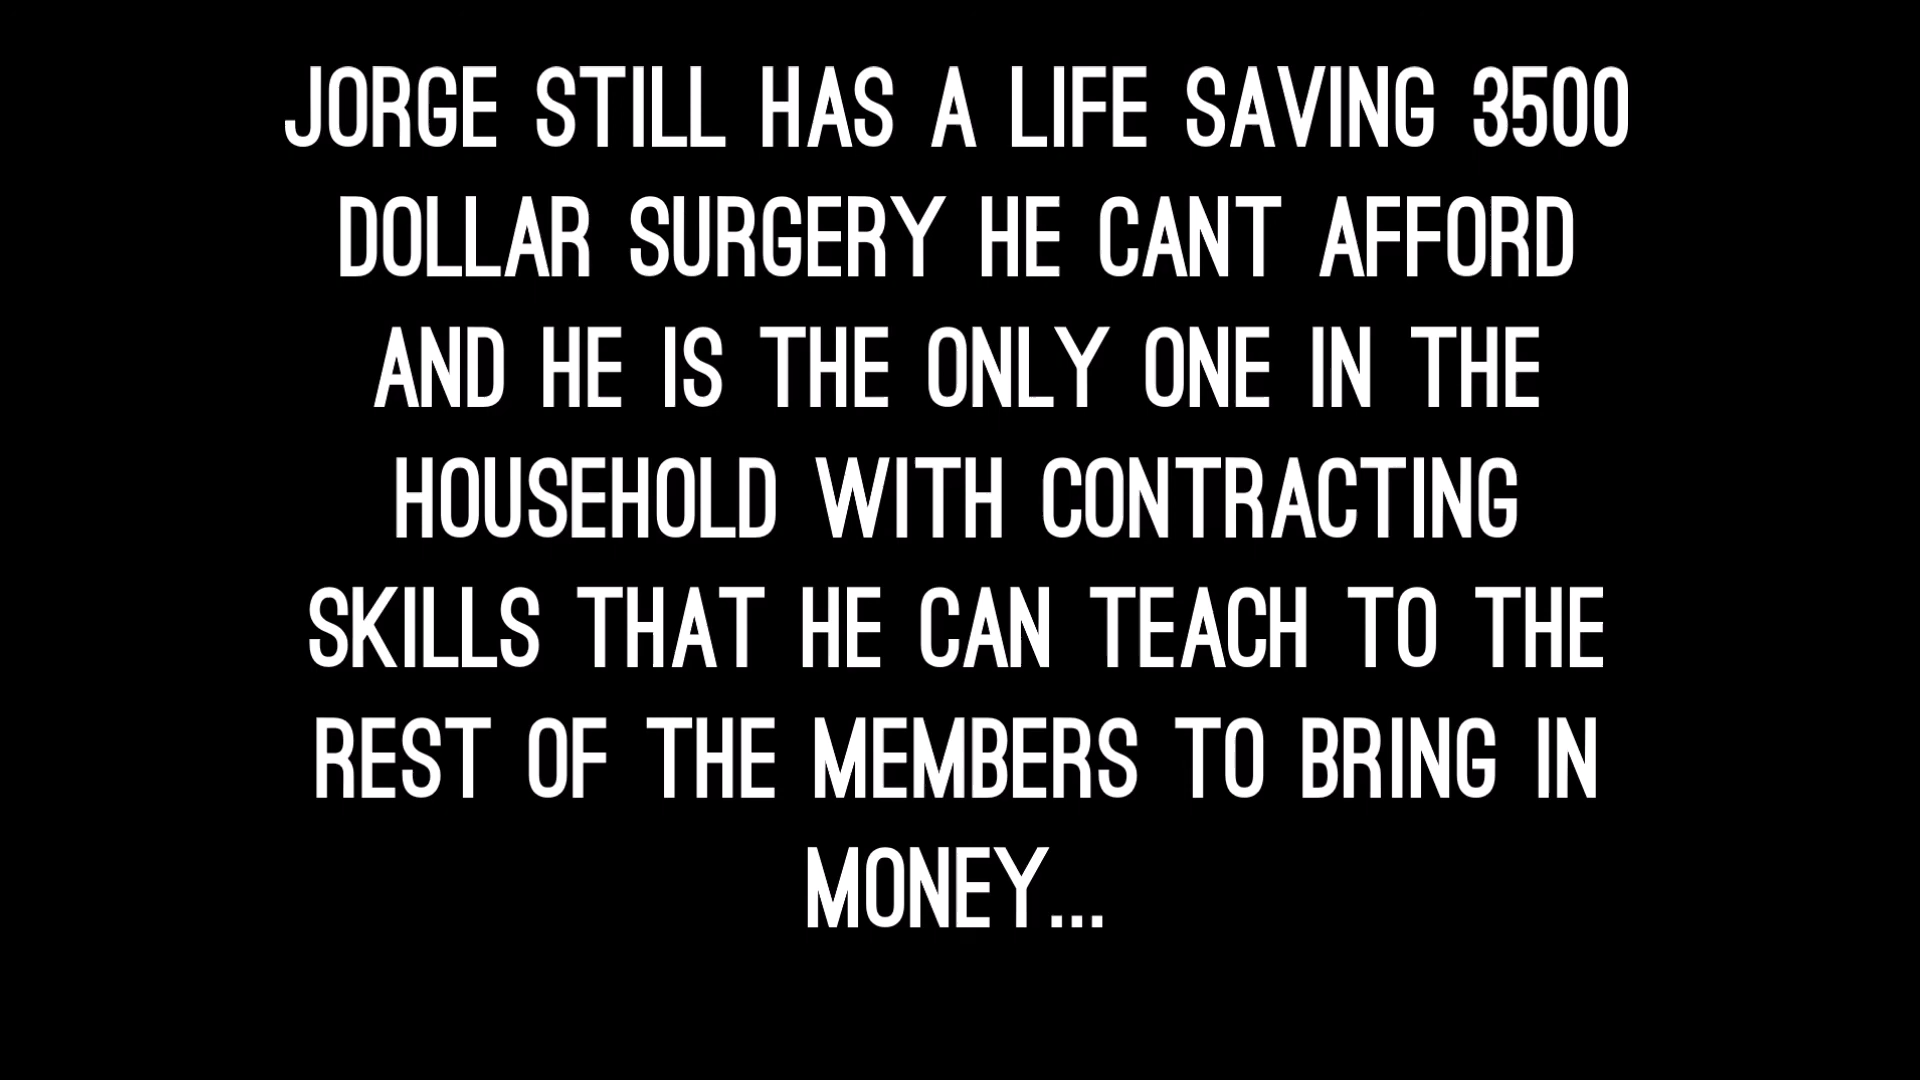 JORGE STILL HAS A LIFE SAVING 3500
DOLLAR SURGERY HE CANT AFFORD
AND HE IS THE ONLY ONE IN THE
HOUSEHOLD WITH CONTRACTING
SKILLS THAT HE CAN TEACH TO THE
REST OF THE MEMBERS TO BRING IN
MONEY...